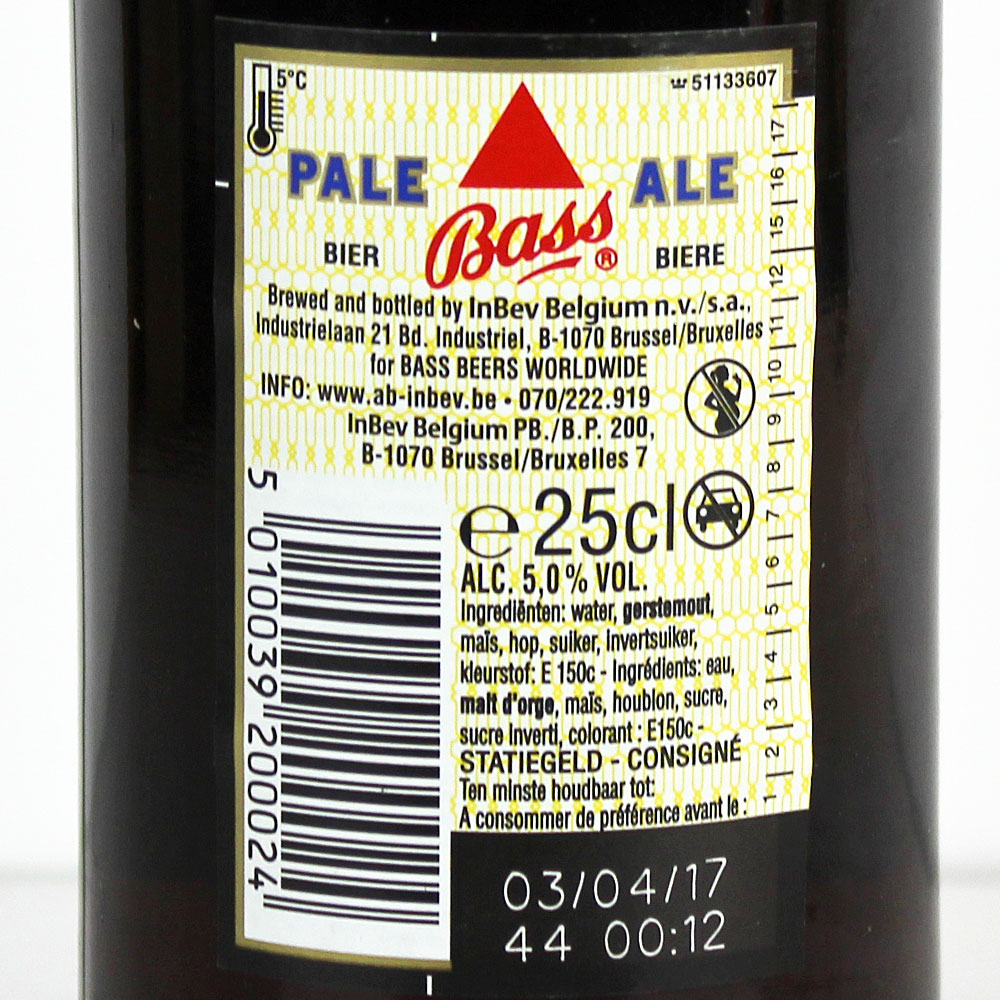 5°C
51133607
PALE ALE
Bass ®
BIER BIERE
Brewed and bottled by InBev Belgium n.v./s.a.,
Industrielaan 21 Bd. Industriel, B-1070 Brussel/Bruxelles
for BASS BEERS WORLDWIDE
INFO: www.ab-inbev.be • 070/222.919
InBev Belgium PB./B.P. 200,
B-1070 Brussel/Bruxelles 7
e 25cl
ALC. 5,0% VOL.
Ingrediënten: water, gerstemout,
maïs, hop, suiker, invertsuiker,
kleurstof: E 150c - Ingrédients: eau,
malt d'orge, maïs, houblon, sucre,
sucre inverti, colorant : E150c -
STATIEGELD - CONSIGNÉ
Ten minste houdbaar tot:
A consommer de préférence avant le :
03/04/17
44 00:12
5 010039 200024
1 | 2 | 3 | 4 | 5 | 6 | 7 | 8 | 9 | 10 | 11 | 12 | 15 | 16 | 17 |